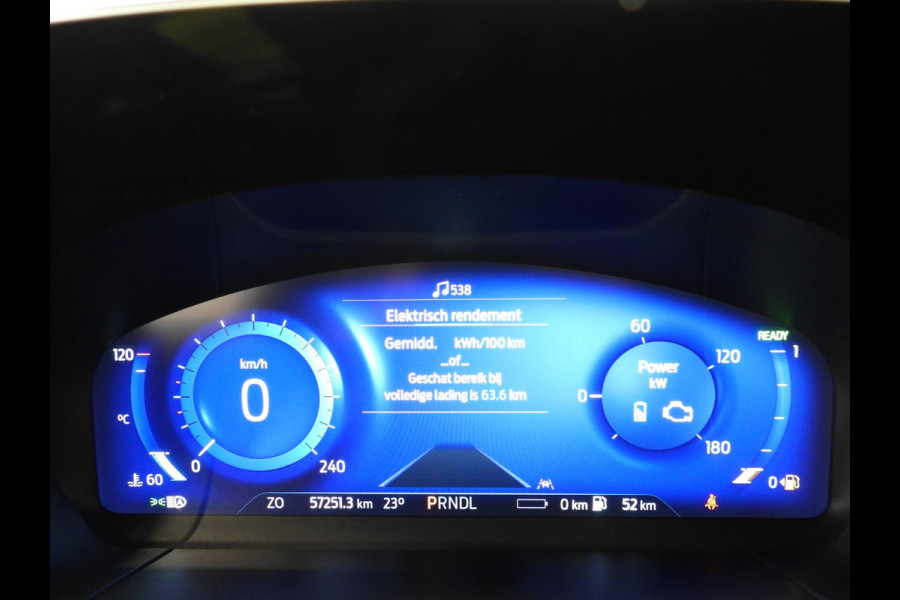 538
Elektrisch rendement
Gemidd. kWh/100 km
...of...
Geschat bereik bij
volledige lading is 63.6 km
km/h
0
0
240
120
°C
60
Power
kW
0
60
120
180
READY
1
0
ZO 57251.3 km 23° PRNDL 0 km 52 km